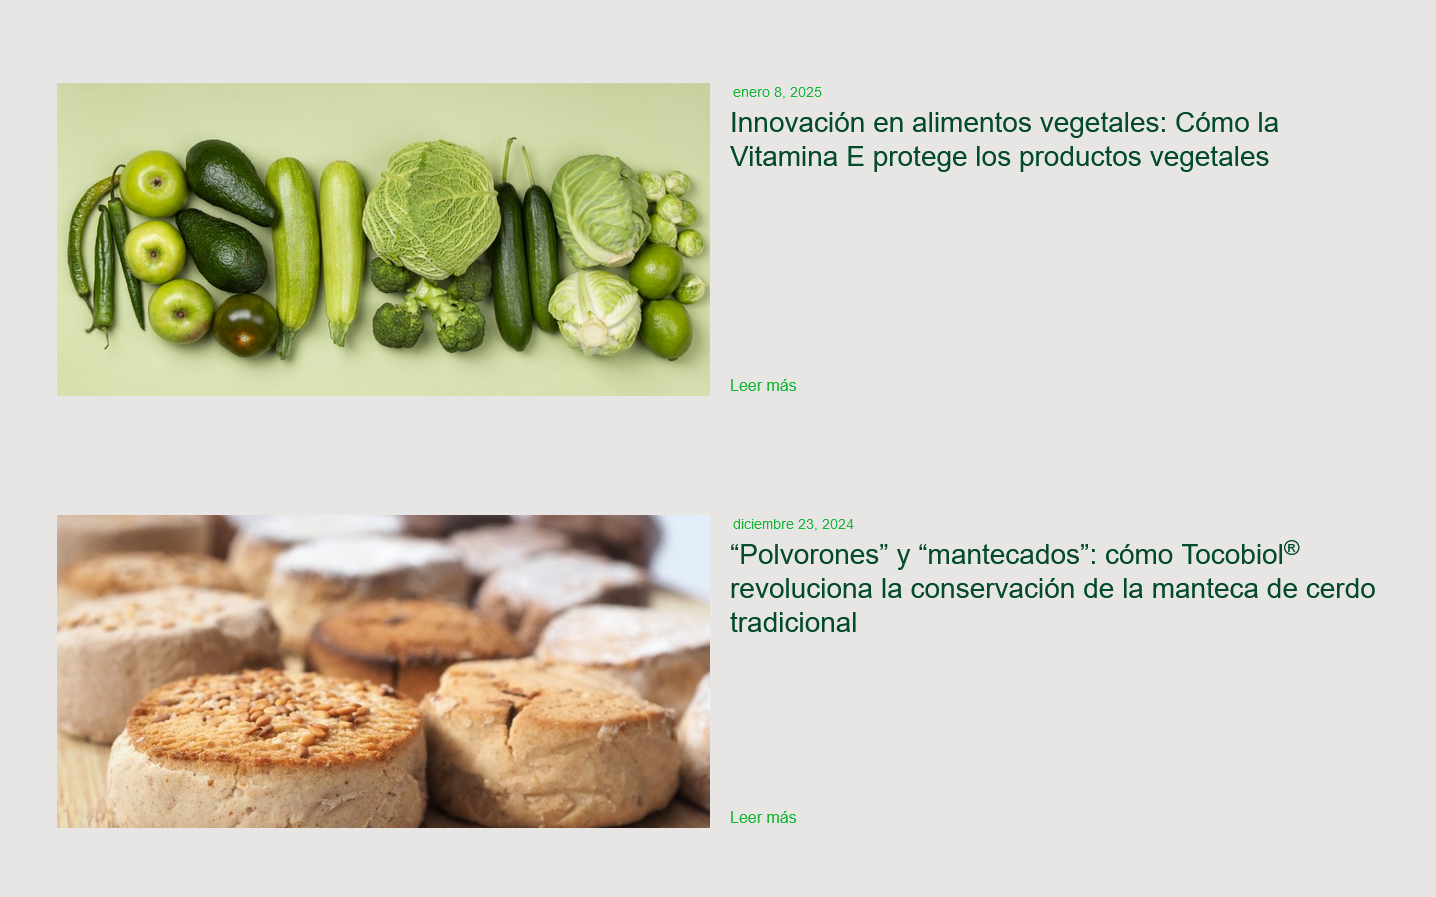 enero 8, 2025
Innovación en alimentos vegetales: Cómo la
Vitamina E protege los productos vegetales
Leer más
diciembre 23, 2024
“Polvorones” y “mantecados”: cómo Tocobiol®
revoluciona la conservación de la manteca de cerdo
tradicional
Leer más